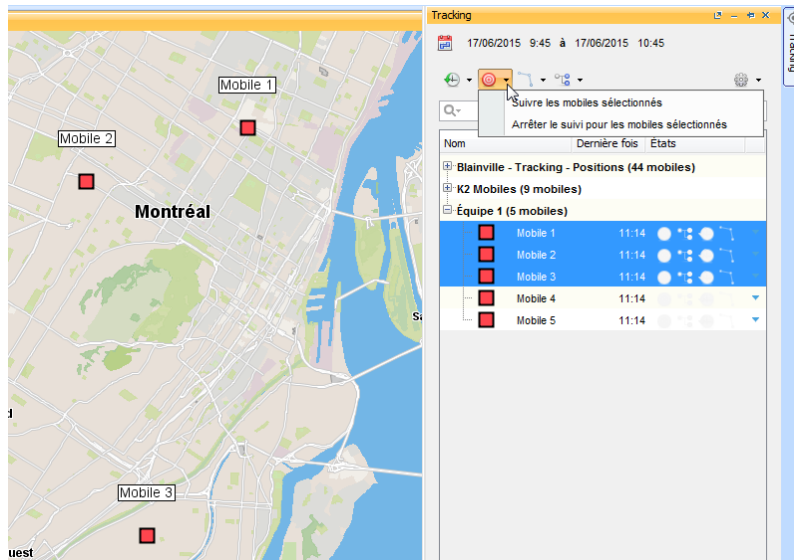 Mobile 1
Mobile 2
Montréal
Mobile 3
uest
Tracking
17/06/2015 9:45 à 17/06/2015 10:45
Suivre les mobiles sélectionnés
Arrêter le suivi pour les mobiles sélectionnés
Nom Dernière fois États
Blainville - Tracking - Positions (44 mobiles)
K2 Mobiles (9 mobiles)
Équipe 1 (5 mobiles)
Mobile 1 11:14
Mobile 2 11:14
Mobile 3 11:14
Mobile 4 11:14
Mobile 5 11:14